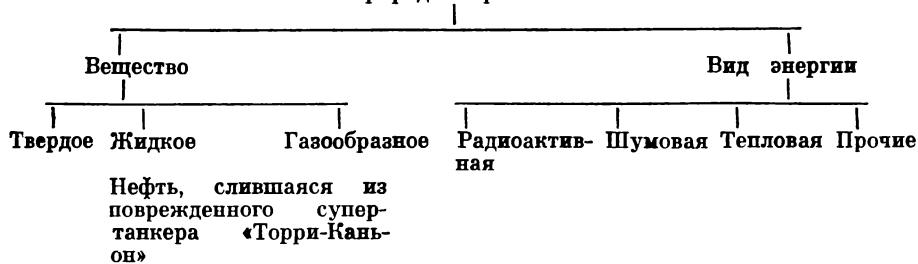 Вещество
Вид энергии
Твердое Жидкое Газообразное Радиоактив- Шумовая Тепловая Прочие
ная
Нефть, слившаяся из
поврежденного супер-
танкера «Торри-Кань-
он»